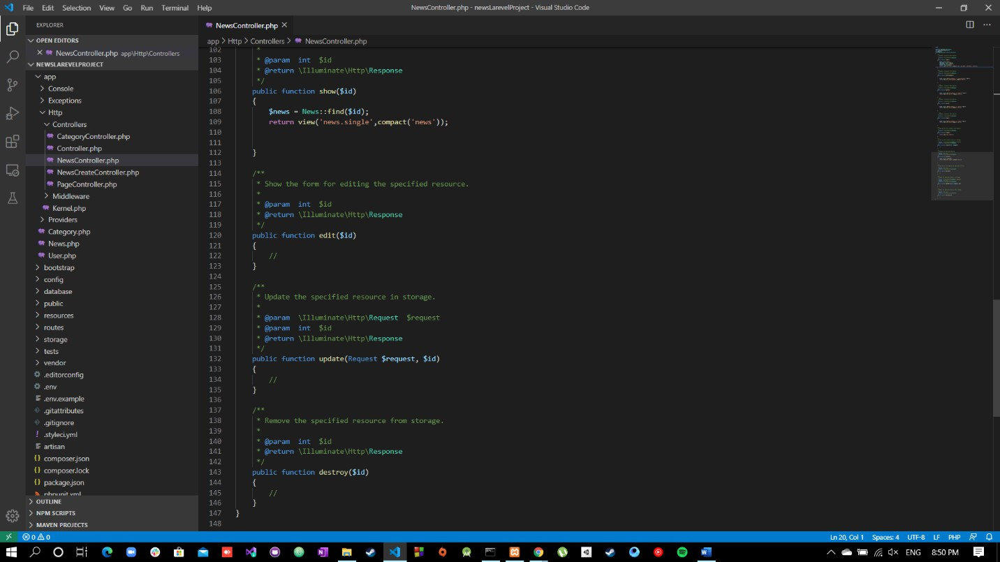 File Edit Selection View Go Run Terminal Help
NewsController.php - newsLarevelProject - Visual Studio Code
EXPLORER
OPEN EDITORS
NewsController.php app\Http\Controllers
NEWSLAREVELPROJECT
app
Console
Exceptions
Http
Controllers
CategoryController.php
Controller.php
NewsController.php
NewsCreateController.php
PageController.php
Middleware
Kernel.php
Providers
Category.php
News.php
User.php
bootstrap
config
database
public
resources
routes
storage
tests
vendor
.editorconfig
.env
.env.example
.gitattributes
.gitignore
.styleci.yml
artisan
composer.json
composer.lock
package.json
phpunit.xml
OUTLINE
NPM SCRIPTS
MAVEN PROJECTS
NewsController.php
app > Http > Controllers > NewsController.php
102 *
103 * @param int $id
104 * @return \Illuminate\Http\Response
105 */
106 public function show($id)
107 {
108 $news = News::find($id);
109 return view('news.single',compact('news'));
110
111
112 }
113
114 /**
115 * Show the form for editing the specified resource.
116 *
117 * @param int $id
118 * @return \Illuminate\Http\Response
119 */
120 public function edit($id)
121 {
122 //
123 }
124
125 /**
126 * Update the specified resource in storage.
127 *
128 * @param \Illuminate\Http\Request $request
129 * @param int $id
130 * @return \Illuminate\Http\Response
131 */
132 public function update(Request $request, $id)
133 {
134 //
135 }
136
137 /**
138 * Remove the specified resource from storage.
139 *
140 * @param int $id
141 * @return \Illuminate\Http\Response
142 */
143 public function destroy($id)
144 {
145 //
146 }
147 }
148
0 0
Ln 20, Col 1 Spaces: 4 UTF-8 LF PHP
ENG 8:50 PM